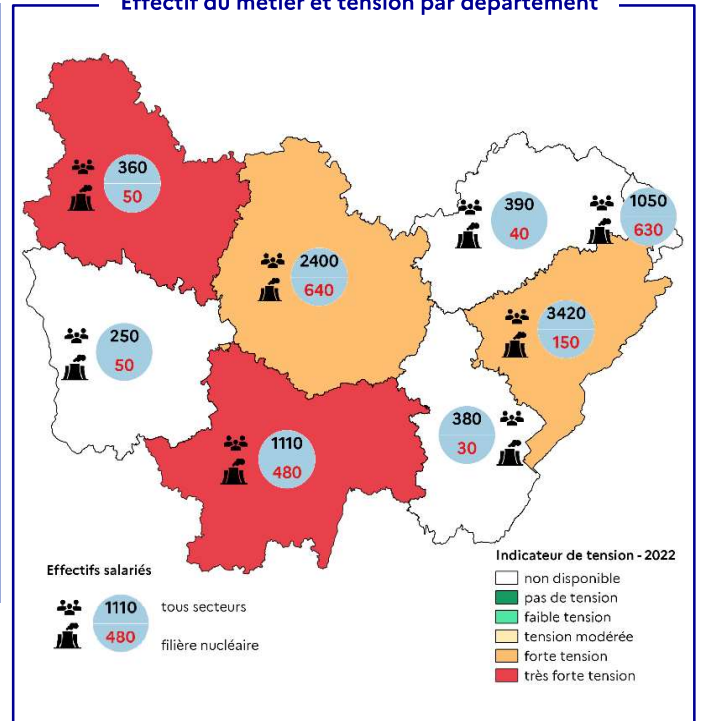 Effectif du métier et tension par département
360
50
390
40
1050
630
2400
640
3420
150
250
50
380
30
1110
480
Effectifs salariés
1110
tous secteurs
480
filière nucléaire
Indicateur de tension - 2022
non disponible
pas de tension
faible tension
tension modérée
forte tension
très forte tension